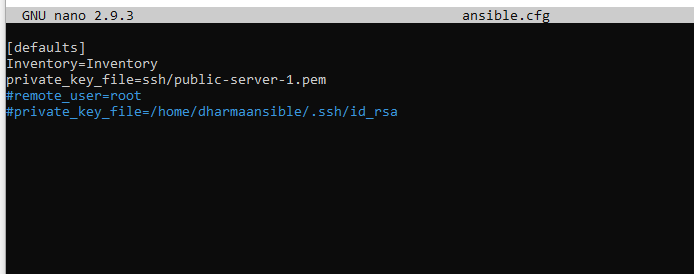 GNU nano 2.9.3 ansible.cfg
[defaults]
Inventory=Inventory
private_key_file=ssh/public-server-1.pem
#remote_user=root
#private_key_file=/home/dharmaansible/.ssh/id_rsa